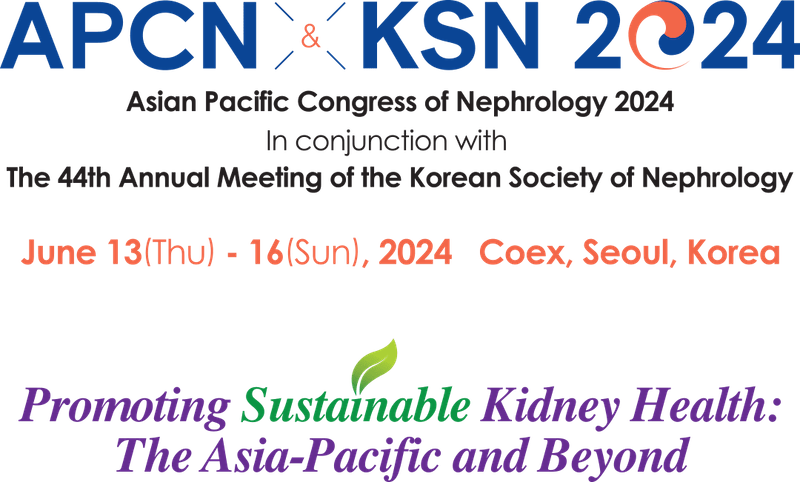 APCN & KSN 2024
Asian Pacific Congress of Nephrology 2024
In conjunction with
The 44th Annual Meeting of the Korean Society of Nephrology
June 13(Thu) - 16(Sun), 2024 Coex, Seoul, Korea
Promoting Sustainable Kidney Health:
The Asia-Pacific and Beyond